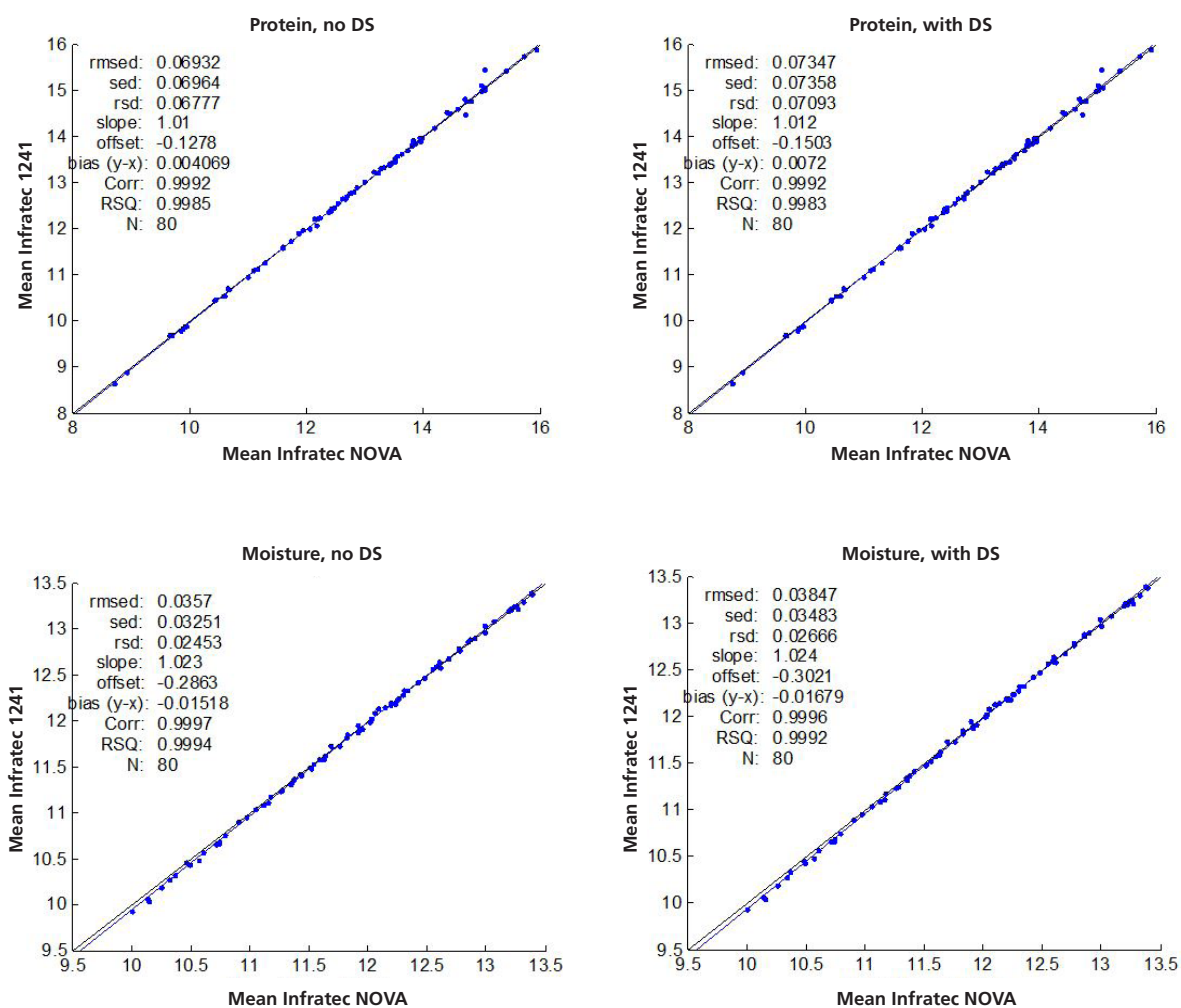 Protein, no DS
16
15
14
13
12
11
10
9
8
Mean Infratec 1241
rmsed: 0.06932
sed: 0.06964
rsd: 0.06777
slope: 1.01
offset: -0.1278
bias (y-x): 0.004069
Corr: 0.9992
RSQ: 0.9985
N: 80
8 10 12 14 16
Mean Infratec NOVA
Protein, with DS
16
15
14
13
12
11
10
9
8
Mean Infratec 1241
rmsed: 0.07347
sed: 0.07358
rsd: 0.07093
slope: 1.012
offset: -0.1503
bias (y-x): 0.0072
Corr: 0.9992
RSQ: 0.9983
N: 80
8 10 12 14 16
Mean Infratec NOVA
Moisture, no DS
13.5
13
12.5
12
11.5
11
10.5
10
9.5
Mean Infratec 1241
rmsed: 0.0357
sed: 0.03251
rsd: 0.02453
slope: 1.023
offset: -0.2863
bias (y-x): -0.01518
Corr: 0.9997
RSQ: 0.9994
N: 80
9.5 10 10.5 11 11.5 12 12.5 13 13.5
Mean Infratec NOVA
Moisture, with DS
13.5
13
12.5
12
11.5
11
10.5
10
9.5
Mean Infratec 1241
rmsed: 0.03847
sed: 0.03483
rsd: 0.02666
slope: 1.024
offset: -0.3021
bias (y-x): -0.01679
Corr: 0.9996
RSQ: 0.9992
N: 80
9.5 10 10.5 11 11.5 12 12.5 13 13.5
Mean Infratec NOVA